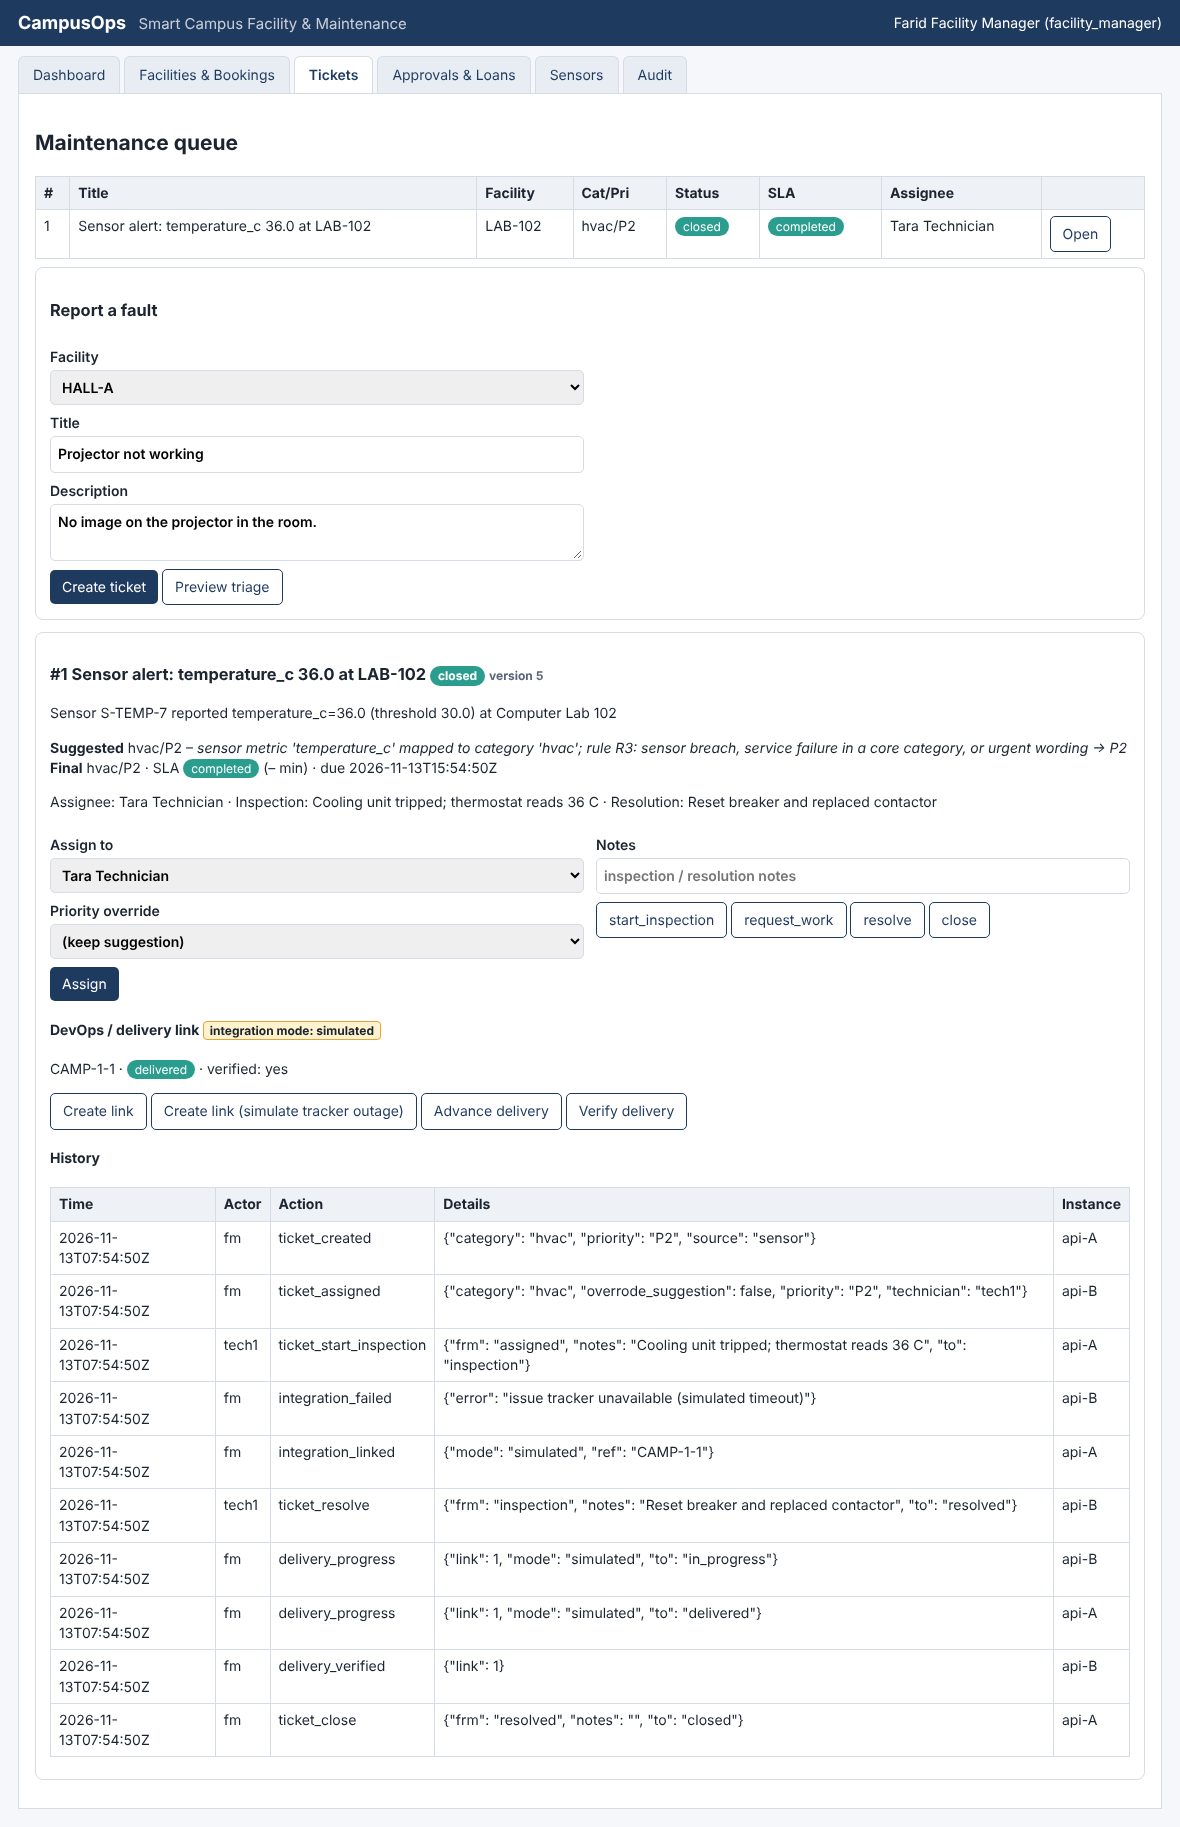 CampusOps Smart Campus Facility & Maintenance Farid Facility Manager (facility_manager)
Dashboard Facilities & Bookings Tickets Approvals & Loans Sensors Audit
Maintenance queue
# Title Facility Cat/Pri Status SLA Assignee
1 Sensor alert: temperature_c 36.0 at LAB-102 LAB-102 hvac/P2 closed completed Tara Technician Open
Report a fault
Facility
HALL-A
Title
Projector not working
Description
No image on the projector in the room.
Create ticket Preview triage
#1 Sensor alert: temperature_c 36.0 at LAB-102 closed version 5
Sensor S-TEMP-7 reported temperature_c=36.0 (threshold 30.0) at Computer Lab 102
Suggested hvac/P2 – sensor metric 'temperature_c' mapped to category 'hvac'; rule R3: sensor breach, service failure in a core category, or urgent wording → P2
Final hvac/P2 · SLA completed (– min) · due 2026-11-13T15:54:50Z
Assignee: Tara Technician · Inspection: Cooling unit tripped; thermostat reads 36 C · Resolution: Reset breaker and replaced contactor
Assign to Notes
Tara Technician inspection / resolution notes
Priority override start_inspection request_work resolve close
(keep suggestion)
Assign
DevOps / delivery link integration mode: simulated
CAMP-1-1 · delivered · verified: yes
Create link Create link (simulate tracker outage) Advance delivery Verify delivery
History
Time Actor Action Details Instance
2026-11- fm ticket_created {"category": "hvac", "priority": "P2", "source": "sensor"} api-A
13T07:54:50Z
2026-11- fm ticket_assigned {"category": "hvac", "overrode_suggestion": false, "priority": "P2", "technician": "tech1"} api-B
13T07:54:50Z
2026-11- tech1 ticket_start_inspection {"frm": "assigned", "notes": "Cooling unit tripped; thermostat reads 36 C", "to": api-A
13T07:54:50Z "inspection"}
2026-11- fm integration_failed {"error": "issue tracker unavailable (simulated timeout)"} api-B
13T07:54:50Z
2026-11- fm integration_linked {"mode": "simulated", "ref": "CAMP-1-1"} api-A
13T07:54:50Z
2026-11- tech1 ticket_resolve {"frm": "inspection", "notes": "Reset breaker and replaced contactor", "to": "resolved"} api-B
13T07:54:50Z
2026-11- fm delivery_progress {"link": 1, "mode": "simulated", "to": "in_progress"} api-B
13T07:54:50Z
2026-11- fm delivery_progress {"link": 1, "mode": "simulated", "to": "delivered"} api-A
13T07:54:50Z
2026-11- fm delivery_verified {"link": 1} api-B
13T07:54:50Z
2026-11- fm ticket_close {"frm": "resolved", "notes": "", "to": "closed"} api-A
13T07:54:50Z